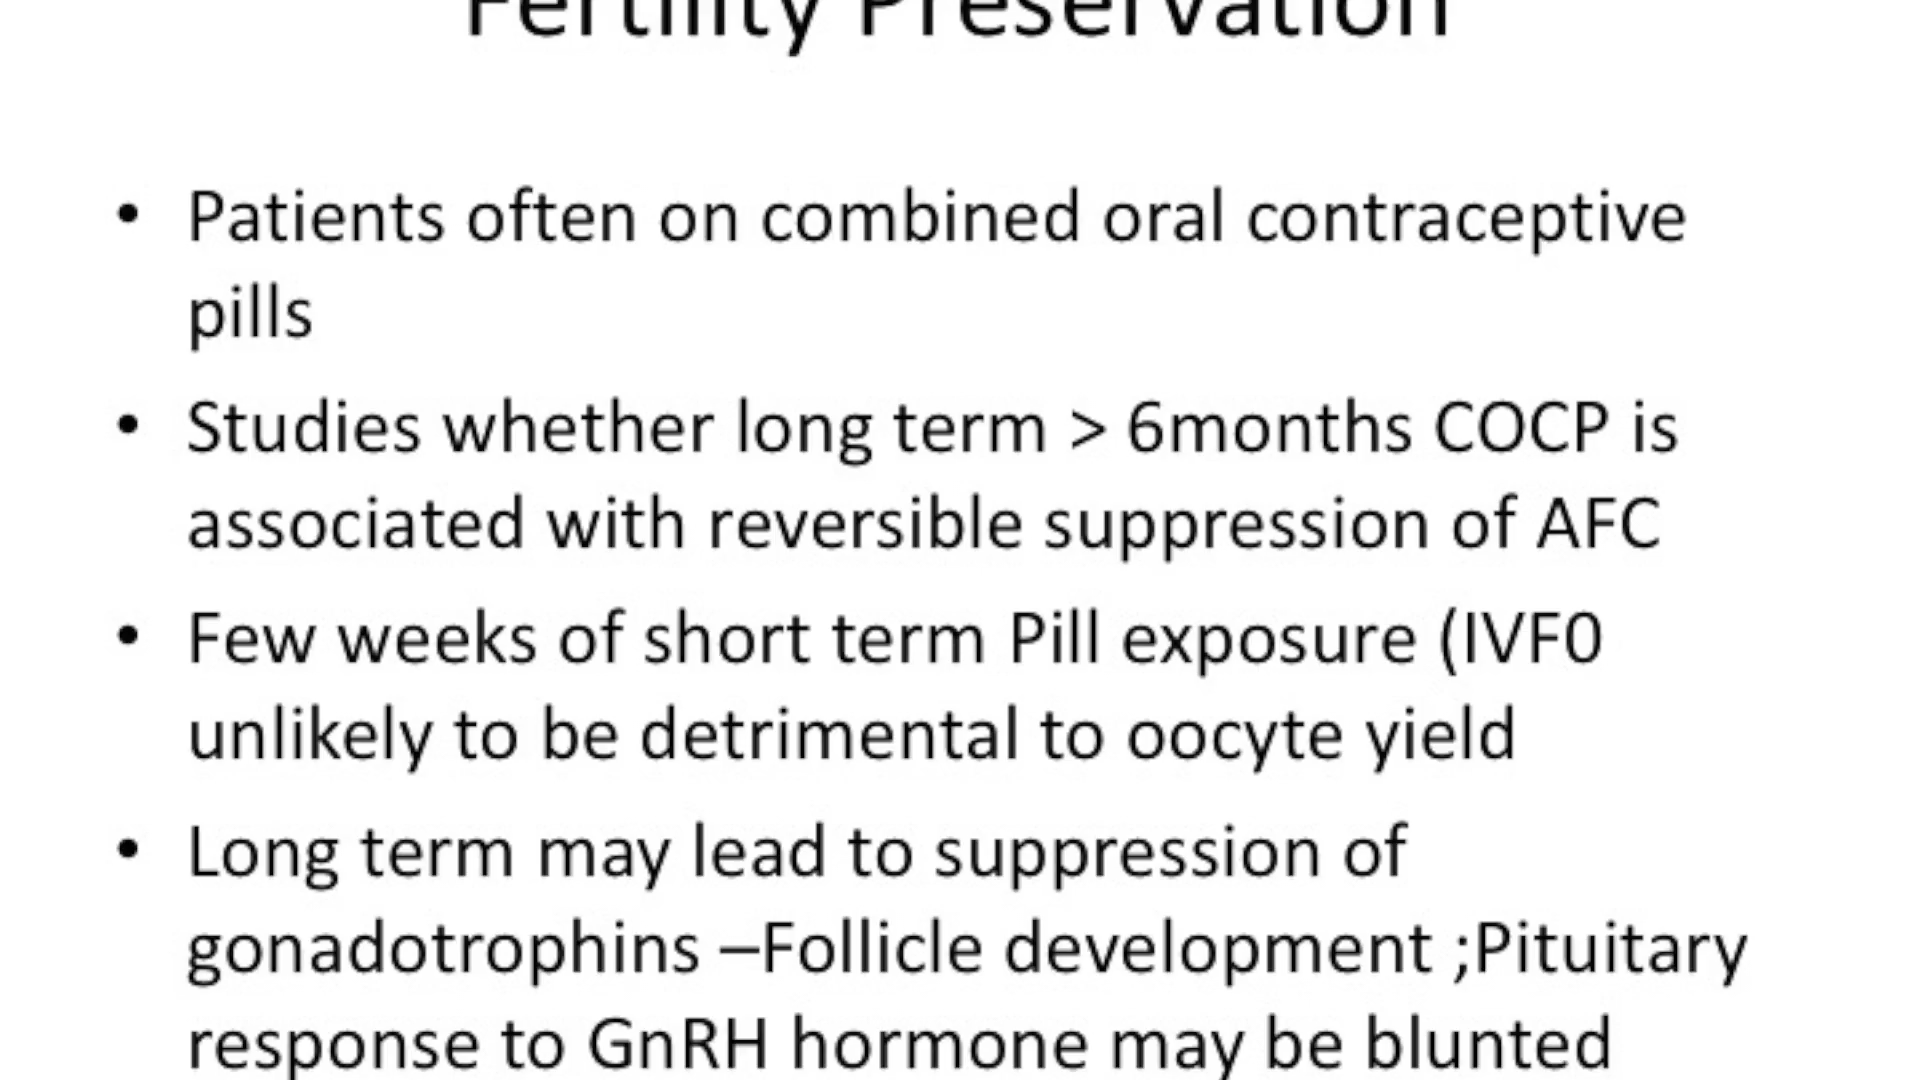 Fertility Preservation
• Patients often on combined oral contraceptive
pills
• Studies whether long term > 6months COCP is
associated with reversible suppression of AFC
• Few weeks of short term Pill exposure (IVF0
unlikely to be detrimental to oocyte yield
• Long term may lead to suppression of
gonadotrophins –Follicle development ;Pituitary
response to GnRH hormone may be blunted